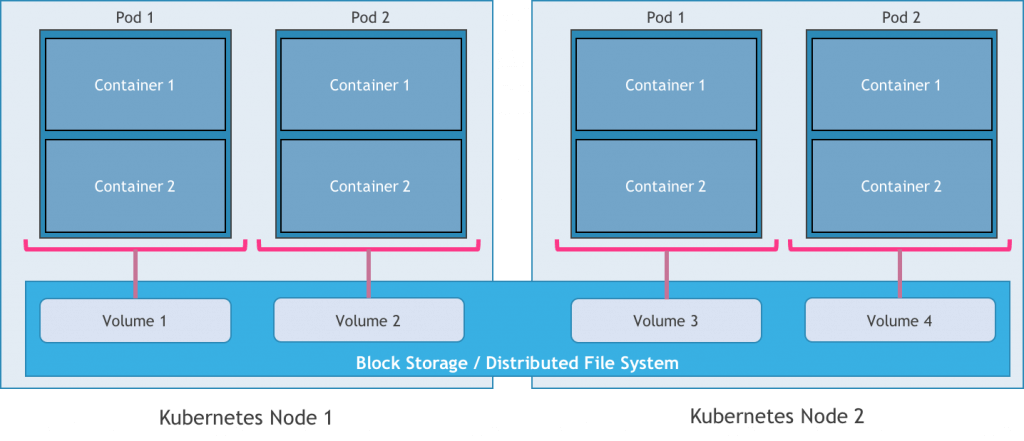 Pod 1
Pod 2
Pod 1
Pod 2
Container 1
Container 1
Container 1
Container 1
Container 2
Container 2
Container 2
Container 2
Volume 1
Volume 2
Volume 3
Volume 4
Block Storage / Distributed File System
Kubernetes Node 1
Kubernetes Node 2